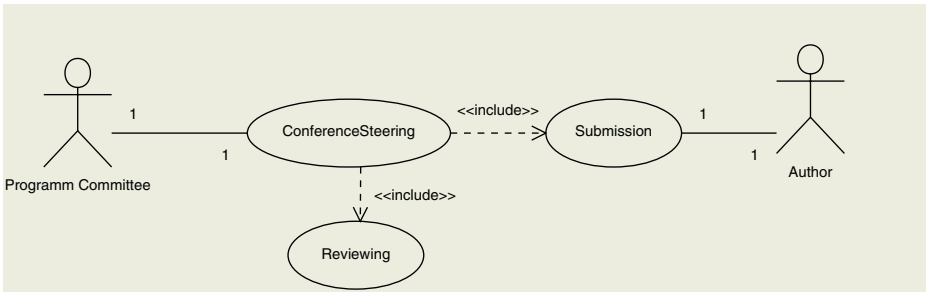 <<include>>
1
1
ConferenceSteering
Submission
1
1
Programm Committee
Author
<<include>>
Reviewing